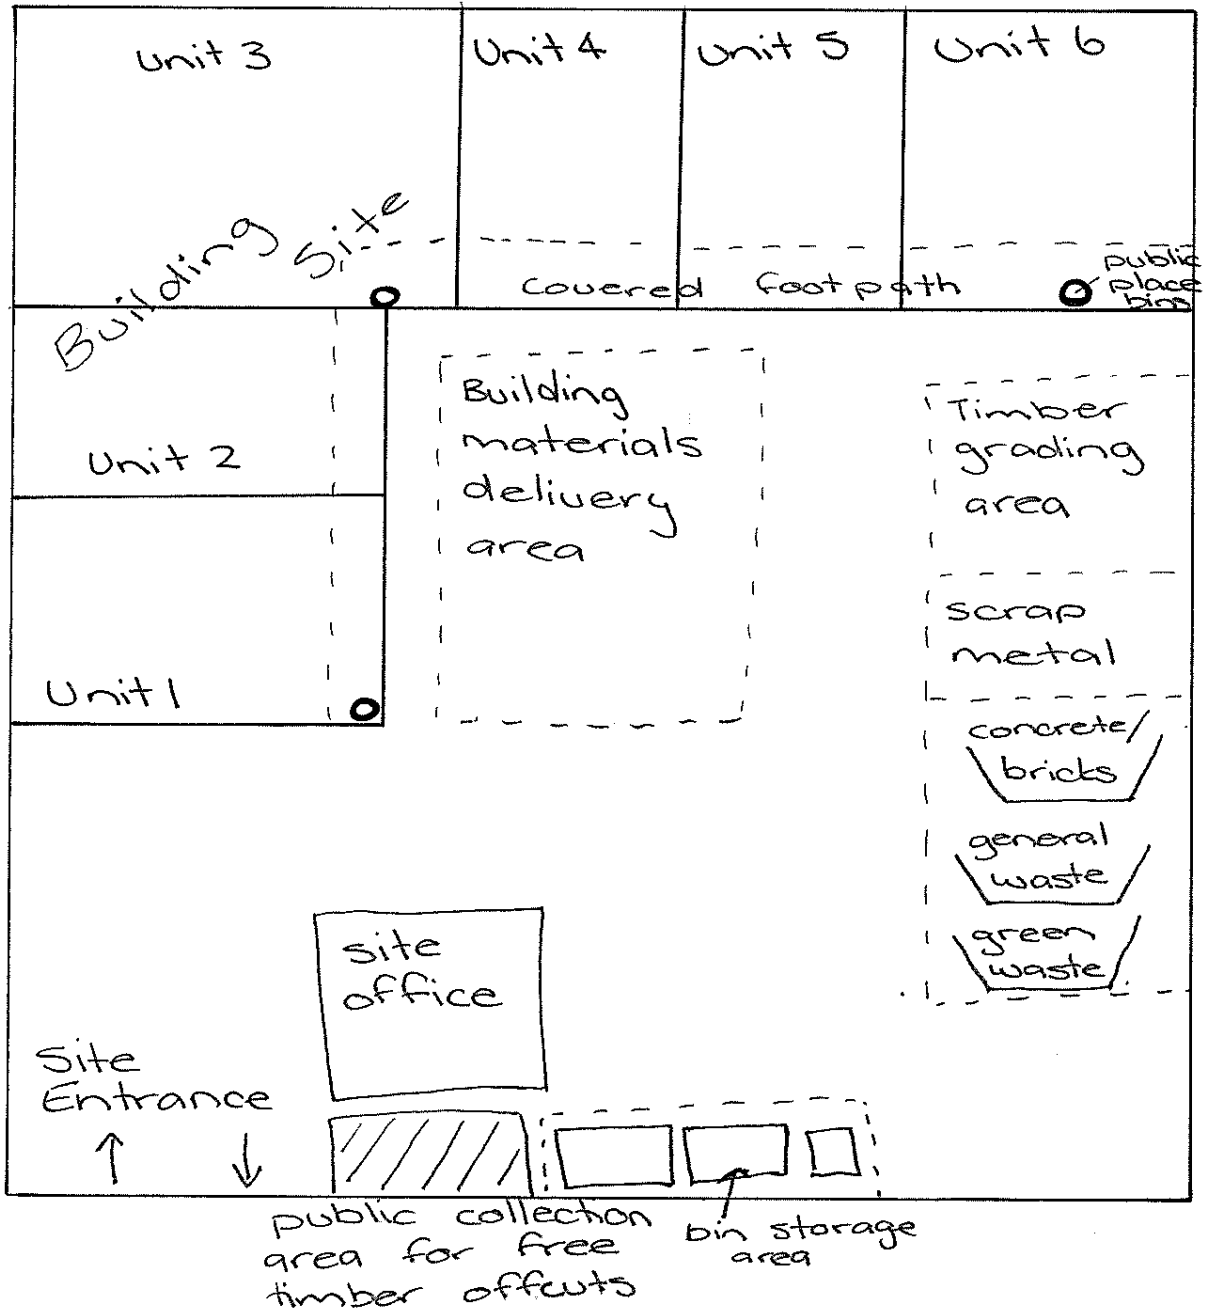 Unit 3
Unit 4
Unit 5
Unit 6
Building Site
covered footpath
public
place
bins
Building
materials
delivery
area
Timber
grading
area
Unit 2
scrap
metal
Unit 1
concrete/
bricks
general
waste
green
waste
site
office
Site
Entrance
public collection
area for free
timber offcuts
bin storage
area